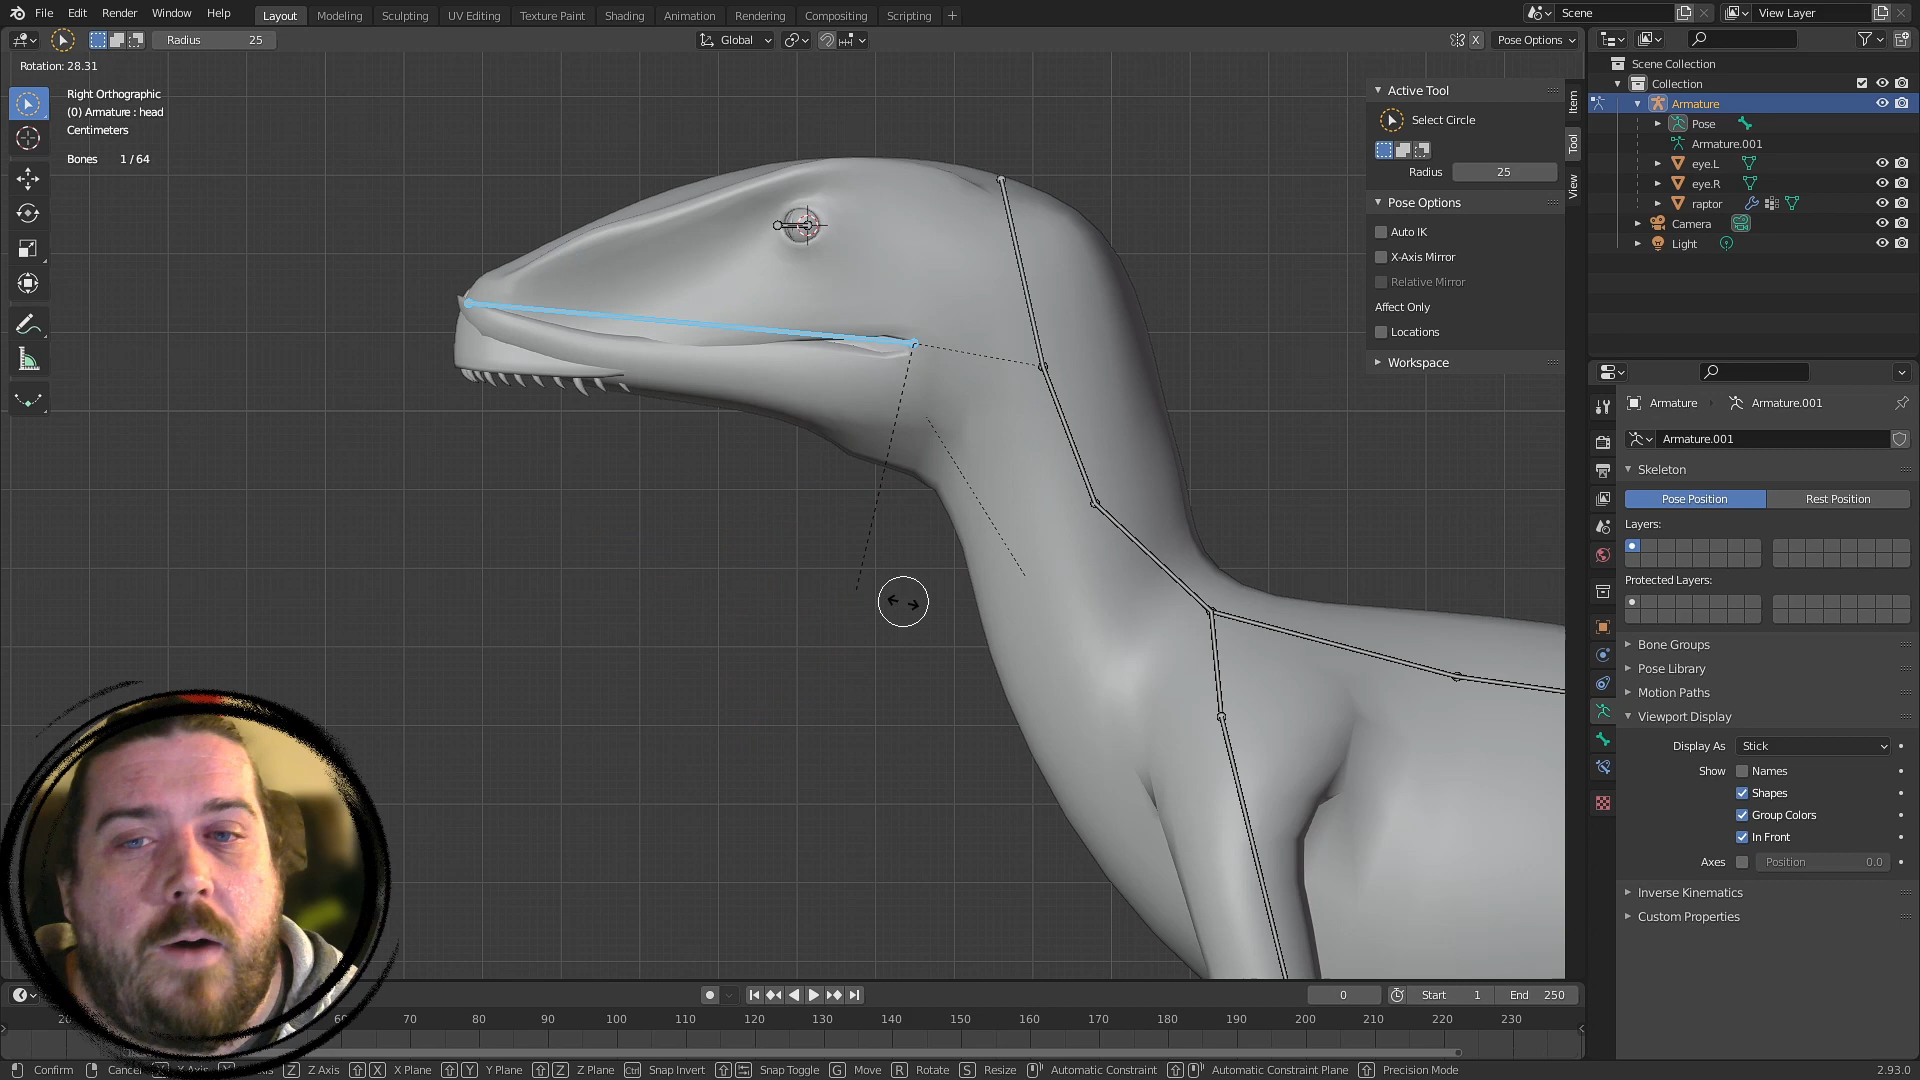 File Edit Render Window Help
Layout Modeling Sculpting UV Editing Texture Paint Shading Animation Rendering Compositing Scripting +
Scene
View Layer
Radius 25
Global
X
Pose Options
Rotation: 28.31
Right Orthographic
(0) Armature : head
Centimeters
Bones 1 / 64
Active Tool
Select Circle
Radius 25
Pose Options
Auto IK
X-Axis Mirror
Relative Mirror
Affect Only
Locations
Workspace
Item
Tool
View
Scene Collection
Collection
Armature
Pose
Armature.001
eye.L
eye.R
raptor
Camera
Light
Armature Armature.001
Armature.001
Skeleton
Pose Position Rest Position
Layers:
Protected Layers:
Bone Groups
Pose Library
Motion Paths
Viewport Display
Display As Stick
Show Names
Shapes
Group Colors
In Front
Axes Position 0.0
Inverse Kinematics
Custom Properties
0 Start 1 End 250
60 70 80 90 100 110 120 130 140 150 160 170 180 190 200 210 220 230
Confirm Cancel X X Axis Y Z Z Axis X X Plane Y Y Plane Z Z Plane Ctrl Snap Invert Snap Toggle G Move R Rotate S Resize Automatic Constraint Automatic Constraint Plane Precision Mode
2.93.0